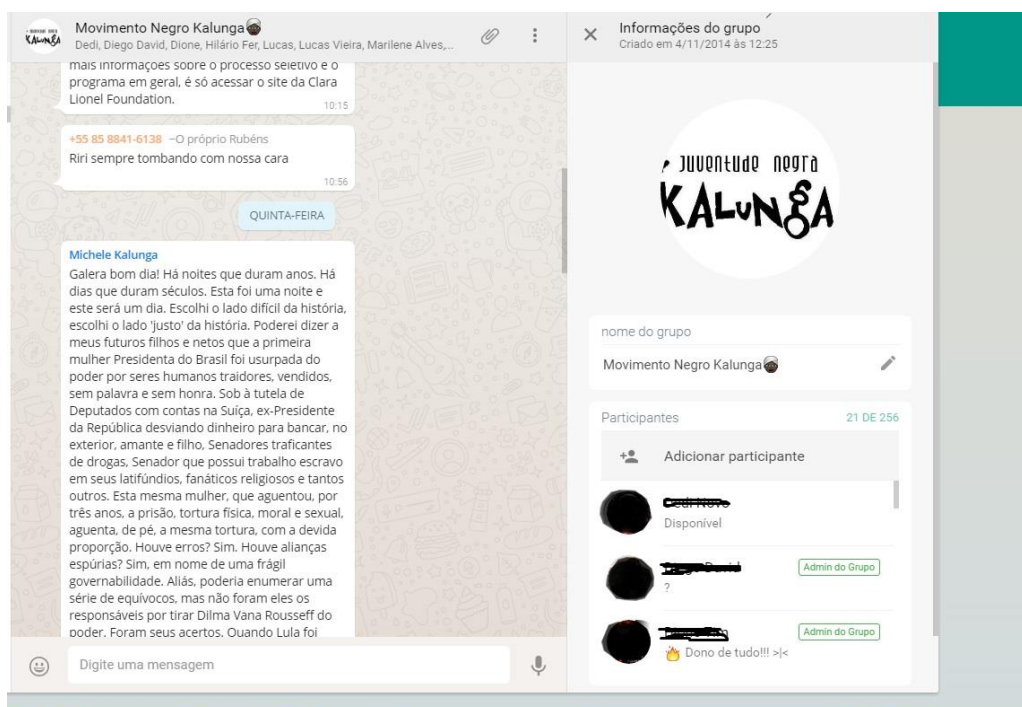 Movimento Negro Kalunga
Dedi, Diego David, Dione, Hilário Fer, Lucas, Lucas Vieira, Marilene Alves,...
mais informações sobre o processo seletivo e o
programa em geral, é só acessar o site da Clara
Lionel Foundation.
10:15
+55 85 8841-6138 ~O próprio Rubéns
Riri sempre tombando com nossa cara
10:56
QUINTA-FEIRA
Michele Kalunga
Galera bom dia! Há noites que duram anos. Há
dias que duram séculos. Esta foi uma noite e
este será um dia. Escolhi o lado difícil da história,
escolhi o lado 'justo' da história. Poderei dizer a
meus futuros filhos e netos que a primeira
mulher Presidenta do Brasil foi usurpada do
poder por seres humanos traidores, vendidos,
sem palavra e sem honra. Sob à tutela de
Deputados com contas na Suíça, ex-Presidente
da República desviando dinheiro para bancar, no
exterior, amante e filho, Senadores traficantes
de drogas, Senador que possui trabalho escravo
em seus latifúndios, fanáticos religiosos e tantos
outros. Esta mesma mulher, que aguentou, por
três anos, a prisão, tortura física, moral e sexual,
aguenta, de pé, a mesma tortura, com a devida
proporção. Houve erros? Sim. Houve alianças
espúrias? Sim, em nome de uma frágil
governabilidade. Aliás, poderia enumerar uma
série de equívocos, mas não foram eles os
responsáveis por tirar Dilma Vana Rousseff do
poder. Foram seus acertos. Quando Lula foi
Digite uma mensagem
Informações do grupo
Criado em 4/11/2014 às 12:25
juventude negra
KALUNGA
nome do grupo
Movimento Negro Kalunga
Participantes
21 DE 256
Adicionar participante
Disponível
Admin do Grupo
?
Admin do Grupo
Dono de tudo!!! >|<